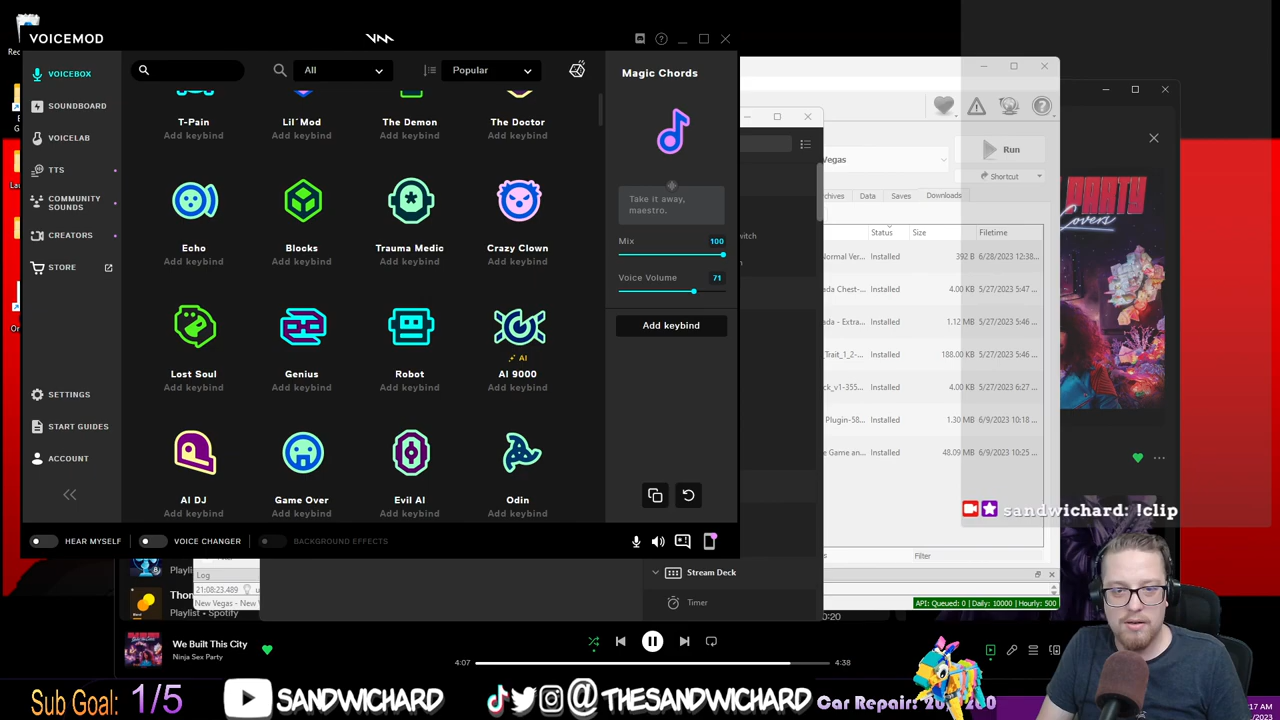 VOICEMOD
VOICEBOX
SOUNDBOARD
VOICELAB
TTS
COMMUNITY
SOUNDS
CREATORS
STORE
SETTINGS
START GUIDES
ACCOUNT
All
Popular
T-Pain
Lil' Mod
The Demon
The Doctor
Add keybind
Add keybind
Add keybind
Add keybind
Echo
Blocks
Trauma Medic
Crazy Clown
Add keybind
Add keybind
Add keybind
Add keybind
AI
Lost Soul
Genius
Robot
AI 9000
Add keybind
Add keybind
Add keybind
Add keybind
AI DJ
Game Over
Evil AI
Odin
Add keybind
Add keybind
Add keybind
Add keybind
Magic Chords
Take it away,
maestro.
Mix
100
Voice Volume
71
Add keybind
HEAR MYSELF
VOICE CHANGER
BACKGROUND EFFECTS
Vegas
Run
Shortcut
Data
Saves
Downloads
Status
Size
Filetime
Installed
392 B
6/28/2023 12:38...
Installed
4.00 KB
5/27/2023 5:47 ...
Installed
1.12 MB
5/27/2023 5:46 ...
Installed
188.00 KB
5/27/2023 5:46 ...
Installed
4.00 KB
5/27/2023 6:27 ...
Installed
1.30 MB
6/9/2023 10:18 ...
Installed
48.09 MB
6/9/2023 10:25 ...
Filter
API: Queued: 0 | Daily: 10000 | Hourly: 500
sandwichard: !clip
Log
21:08:23.489
Stream Deck
Timer
Playlist • Spotify
We Built This City
Ninja Sex Party
4:07
4:38
Sub Goal: 1/5
SANDWICHARD
@THESANDWICHARD
Car Repair: